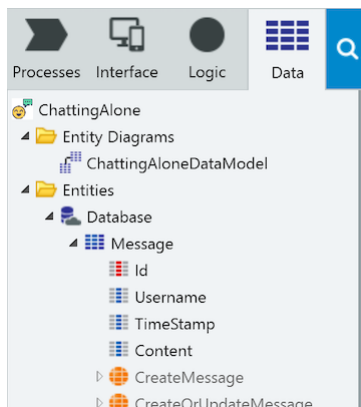 Processes Interface Logic Data
ChattingAlone
Entity Diagrams
ChattingAloneDataModel
Entities
Database
Message
Id
Username
TimeStamp
Content
CreateMessage
CreateOrUpdateMessage